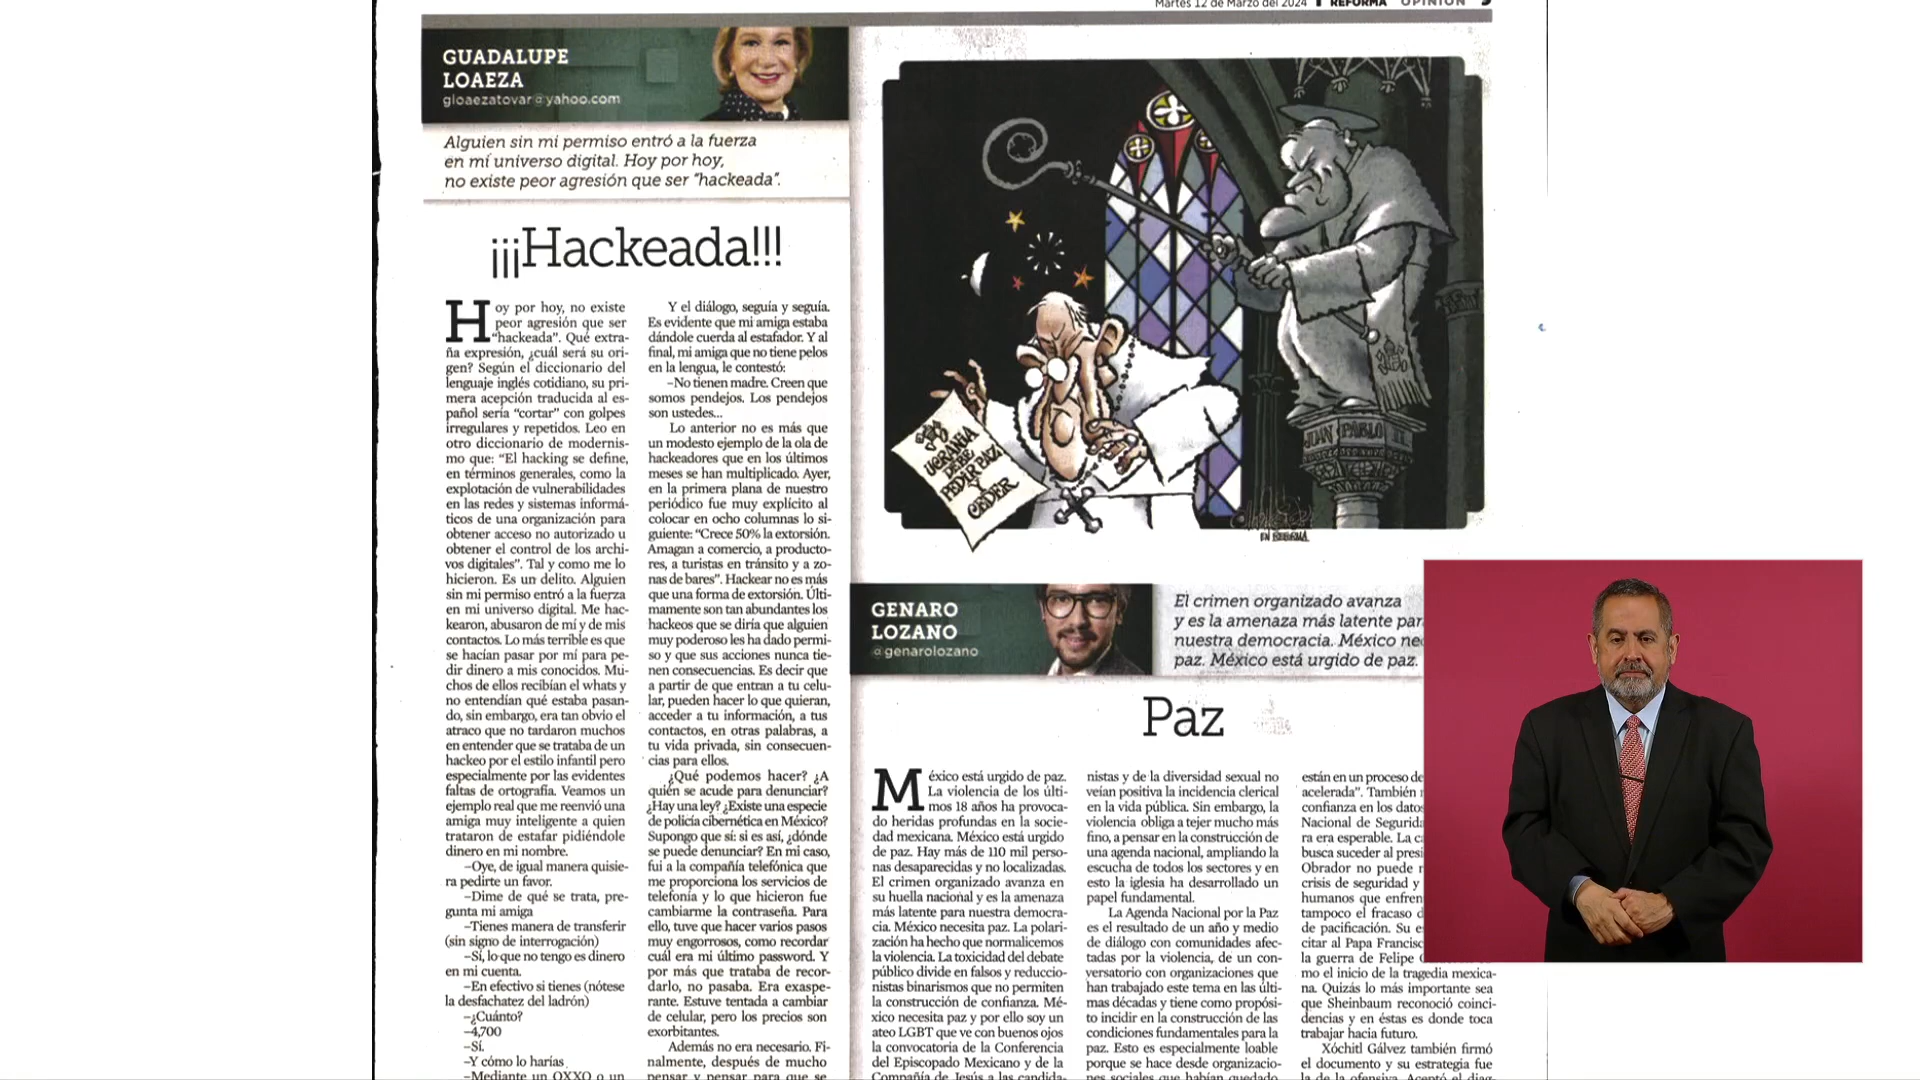 Martes 12 de Marzo del 2024 REFORMA OPINIÓN
GUADALUPE
LOAEZA
gloaezatovar@yahoo.com
Alguien sin mi permiso entró a la fuerza
en mi universo digital. Hoy por hoy,
no existe peor agresión que ser "hackeada".
¡¡¡Hackeada!!!
Hoy por hoy, no existe
peor agresión que ser
"hackeada". Qué extra-
ña expresión, ¿cuál será su ori-
gen? Según el diccionario del
lenguaje inglés cotidiano, su pri-
mera acepción traducida al es-
pañol sería "cortar" con golpes
irregulares y repetidos. Leo en
otro diccionario de modernis-
mo que: "El hacking se define,
en términos generales, como la
explotación de vulnerabilidades
en las redes y sistemas informá-
ticos de una organización para
obtener acceso no autorizado u
obtener el control de los archi-
vos digitales". Tal y como me lo
hicieron. Es un delito. Alguien
sin mi permiso entró a la fuerza
en mi universo digital. Me hac-
kearon, abusaron de mí y de mis
contactos. Lo más terrible es que
se hacían pasar por mí para pe-
dir dinero a mis conocidos. Mu-
chos de ellos recibían el whats y
no entendían qué estaba pasan-
do, sin embargo, era tan obvio el
atraco que no tardaron muchos
en entender que se trataba de un
hackeo por el estilo infantil pero
especialmente por las evidentes
faltas de ortografía. Veamos un
ejemplo real que me reenvió una
amiga muy inteligente a quien
trataron de estafar pidiéndole
dinero en mi nombre.
–Oye, de igual manera quisie-
ra pedirte un favor.
–Dime de qué se trata, pre-
gunta mi amiga
–Tienes manera de transferir
(sin signo de interrogación)
–Sí, lo que no tengo es dinero
en mi cuenta.
–En efectivo si tienes (nótese
la desfachatez del ladrón)
–¿Cuánto?
–4,700
–Sí.
–Y cómo lo harías
–Mediante un OXXO o un
Y el diálogo, seguía y seguía.
Es evidente que mi amiga estaba
dándole cuerda al estafador. Y al
final, mi amiga que no tiene pelos
en la lengua, le contestó:
–No tienen madre. Creen que
somos pendejos. Los pendejos
son ustedes...
Lo anterior no es más que
un modesto ejemplo de la ola de
hackeadores que en los últimos
meses se han multiplicado. Ayer,
en la primera plana de nuestro
periódico fue muy explícito al
colocar en ocho columnas lo si-
guiente: "Crece 50% la extorsión.
Amagan a comercio, a producto-
res, a turistas en tránsito y a zo-
nas de bares". Hackear no es más
que una forma de extorsión. Últi-
mamente son tan abundantes los
hackeos que se diría que alguien
muy poderoso les ha dado permi-
so y que sus acciones nunca tie-
nen consecuencias. Es decir que
a partir de que entran a tu celu-
lar, pueden hacer lo que quieran,
acceder a tu información, a tus
contactos, en otras palabras, a
tu vida privada, sin consecuen-
cias para ellos.
¿Qué podemos hacer? ¿A
quién se acude para denunciar?
¿Hay una ley? ¿Existe una especie
de policía cibernética en México?
Supongo que sí: si es así, ¿dónde
se puede denunciar? En mi caso,
fui a la compañía telefónica que
me proporciona los servicios de
telefonía y lo que hicieron fue
cambiarme la contraseña. Para
ello, tuve que hacer varios pasos
muy engorrosos, como recordar
cuál era mi último password. Y
por más que trataba de recor-
darlo, no pasaba. Era exaspe-
rante. Estuve tentada a cambiar
de celular, pero los precios son
exorbitantes.
Además no era necesario. Fi-
nalmente, después de mucho
pensar y pensar para que se
UCRANIA
DEBE
PEDIR PAZ
Y
CEDER
JUAN PABLO II
EN REFORMA
GENARO
LOZANO
@genarolozano
El crimen organizado avanza
y es la amenaza más latente par
nuestra democracia. México ne
paz. México está urgido de paz.
Paz
México está urgido de paz.
La violencia de los últi-
mos 18 años ha provoca-
do heridas profundas en la socie-
dad mexicana. México está urgido
de paz. Hay más de 110 mil perso-
nas desaparecidas y no localizadas.
El crimen organizado avanza en
su huella nacional y es la amenaza
más latente para nuestra democra-
cia. México necesita paz. La polari-
zación ha hecho que normalicemos
la violencia. La toxicidad del debate
público divide en falsos y reduccio-
nistas binarismos que no permiten
la construcción de confianza. Mé-
xico necesita paz y por ello soy un
ateo LGBT que ve con buenos ojos
la convocatoria de la Conferencia
del Episcopado Mexicano y de la
Compañía de Jesús a las candida-
nistas y de la diversidad sexual no
veían positiva la incidencia clerical
en la vida pública. Sin embargo, la
violencia obliga a tejer mucho más
fino, a pensar en la construcción de
una agenda nacional, ampliando la
escucha de todos los sectores y en
esto la iglesia ha desarrollado un
papel fundamental.
La Agenda Nacional por la Paz
es el resultado de un año y medio
de diálogo con comunidades afec-
tadas por la violencia, de un con-
versatorio con organizaciones que
han trabajado este tema en las últi-
mas décadas y tiene como propósi-
to incidir en la construcción de las
condiciones fundamentales para la
paz. Esto es especialmente loable
porque se hace desde organizacio-
nes sociales que habían quedado
están en un proceso de
acelerada". También
confianza en los datos
Nacional de Segurida
ra era esperable. La ca
busca suceder al presi
Obrador no puede
crisis de seguridad y
humanos que enfren
tampoco el fracaso d
de pacificación. Su e
citar al Papa Francisc
la guerra de Felipe
mo el inicio de la tragedia mexica-
na. Quizás lo más importante sea
que Sheinbaum reconoció coinci-
dencias y en éstas es donde toca
trabajar hacia futuro.
Xóchitl Gálvez también firmó
el documento y su estrategia fue
la de la ofensiva. Aceptó el diag-